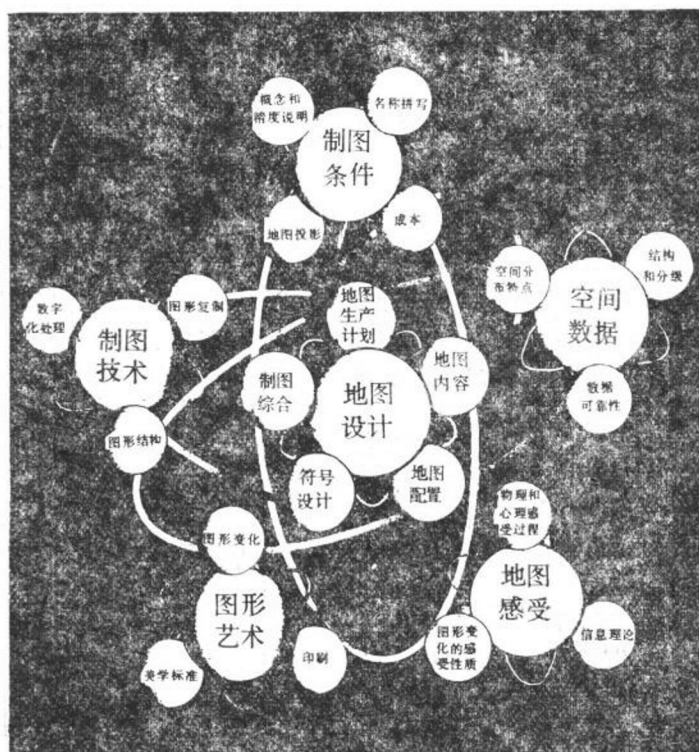 概念和
精度说明
名称拼写
制图
条件
地图投影
成本
空间分
布特点
结构
和分级
空间
数据
数据
可靠性
数字
化处理
图形复制
制图
技术
图形结构
地图
生产
计划
制图
综合
地图
内容
地图
设计
符号
设计
地图
配置
物理和
心理感
受过程
地图
感受
图形变
化的感
受性质
信息理论
图形变化
图形
艺术
美学标准
印刷